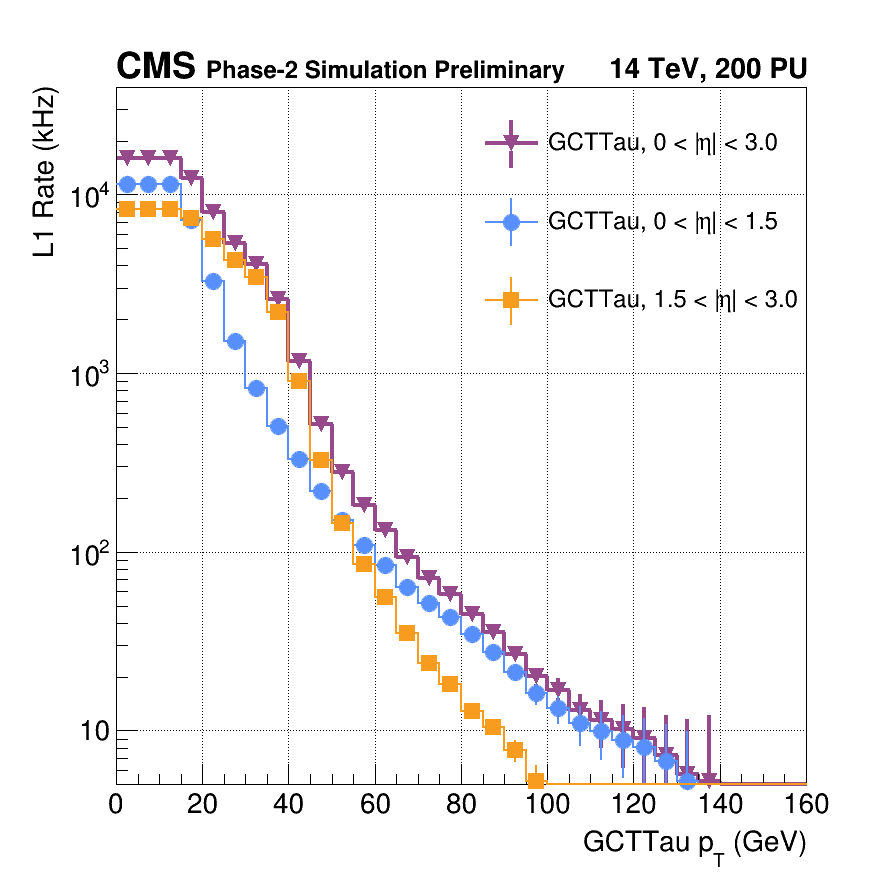 CMS Phase-2 Simulation Preliminary 14 TeV, 200 PU
L1 Rate (kHz)
GCTTau, 0 < |η| < 3.0
GCTTau, 0 < |η| < 1.5
GCTTau, 1.5 < |η| < 3.0
10⁴
10³
10²
10
0 20 40 60 80 100 120 140 160
GCTTau p_T (GeV)